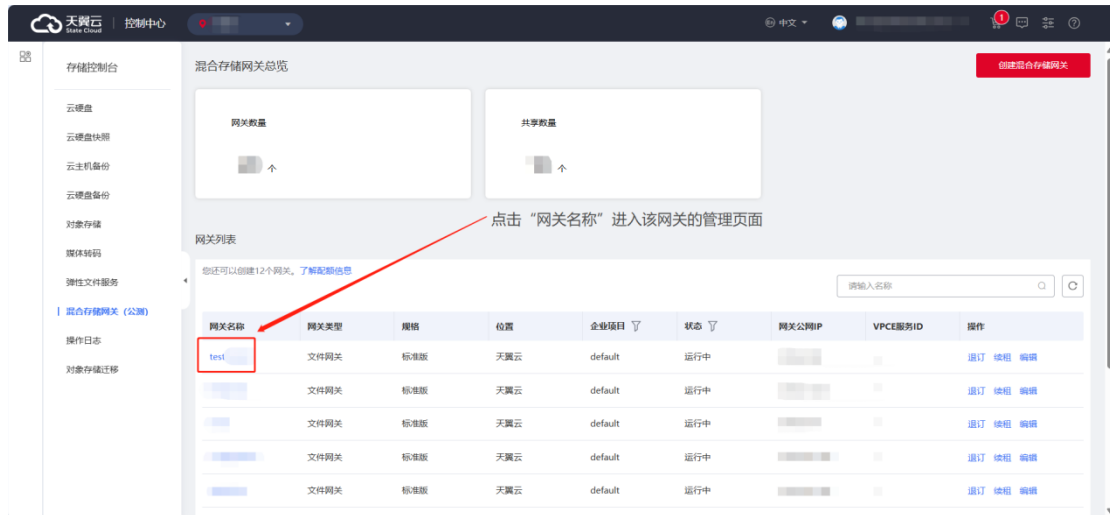 天翼云 State Cloud 控制中心 中文 1
存储控制台
云硬盘
云硬盘快照
云主机备份
云硬盘备份
对象存储
媒体转码
弹性文件服务
混合存储网关（公测）
操作日志
对象存储迁移
混合存储网关总览 创建混合存储网关
网关数量 共享数量
个 个
点击“网关名称”进入该网关的管理页面
网关列表
您还可以创建12个网关。了解配额信息 请输入名称
网关名称 网关类型 规格 位置 企业项目 状态 网关公网IP VPCE服务ID 操作
test 文件网关 标准版 天翼云 default 运行中 退订 续租 编辑
文件网关 标准版 天翼云 default 运行中 退订 续租 编辑
文件网关 标准版 天翼云 default 运行中 退订 续租 编辑
文件网关 标准版 天翼云 default 运行中 退订 续租 编辑
文件网关 标准版 天翼云 default 运行中 退订 续租 编辑